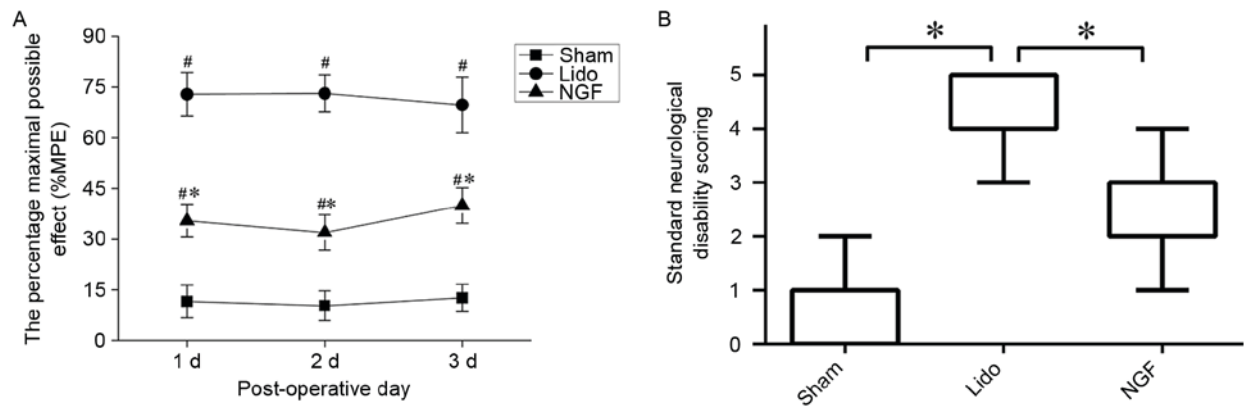 A
The percentage maximal possible
effect (%MPE)
90
75
60
45
30
15
0
# # #
#* #* #*
1 d 2 d 3 d
Post-operative day
Sham
Lido
NGF
B
Standard neurological
disability scoring
5
4
3
2
1
0
* *
Sham Lido NGF